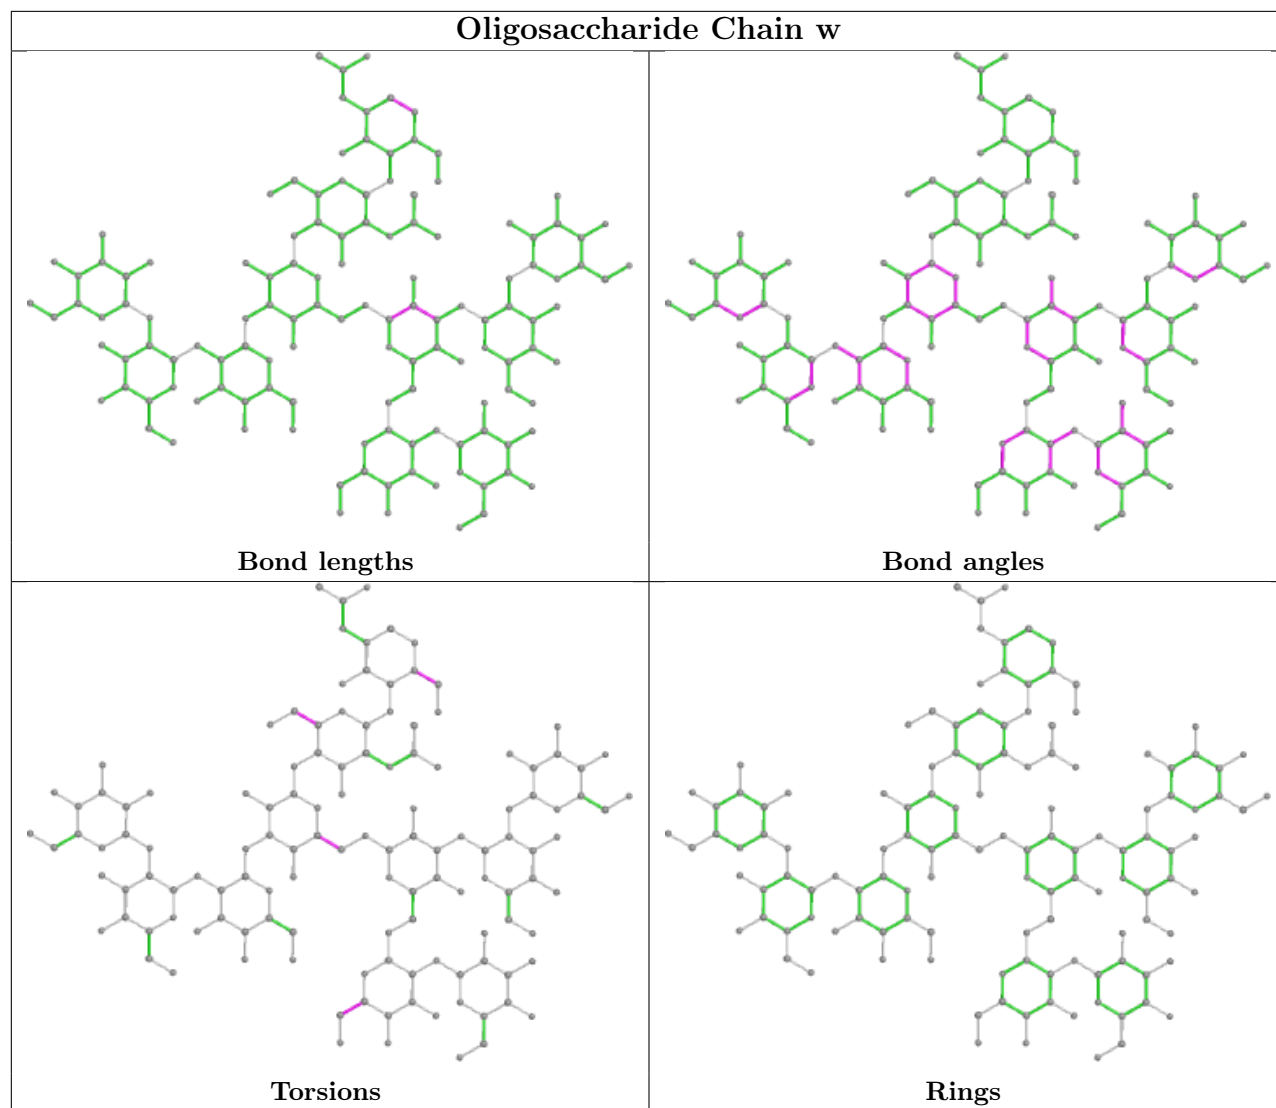 Oligosaccharide Chain w
Bond lengths
Bond angles
Torsions
Rings